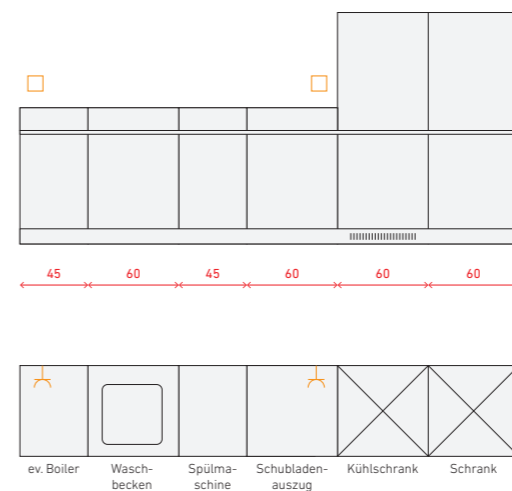 45 60 45 60 60 60
ev. Boiler Wasch- Spülma- Schubladen- Kühlschrank Schrank
becken schine auszug